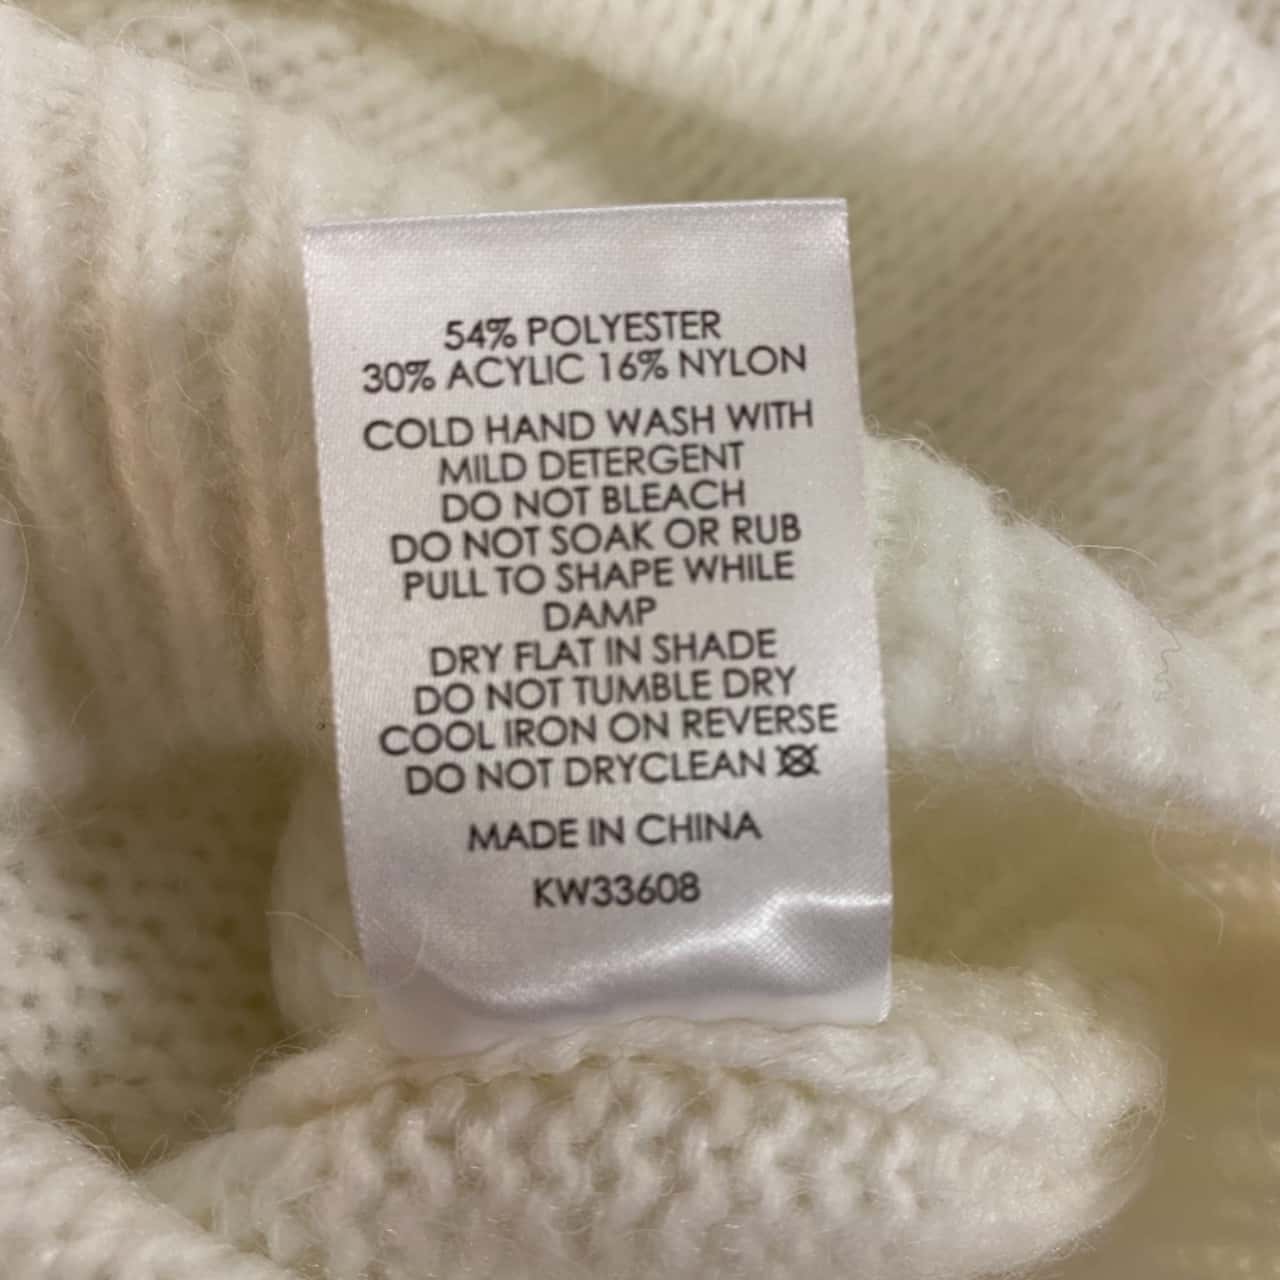 54% POLYESTER
30% ACYLIC 16% NYLON
COLD HAND WASH WITH
MILD DETERGENT
DO NOT BLEACH
DO NOT SOAK OR RUB
PULL TO SHAPE WHILE
DAMP
DRY FLAT IN SHADE
DO NOT TUMBLE DRY
COOL IRON ON REVERSE
DO NOT DRYCLEAN
MADE IN CHINA
KW33608